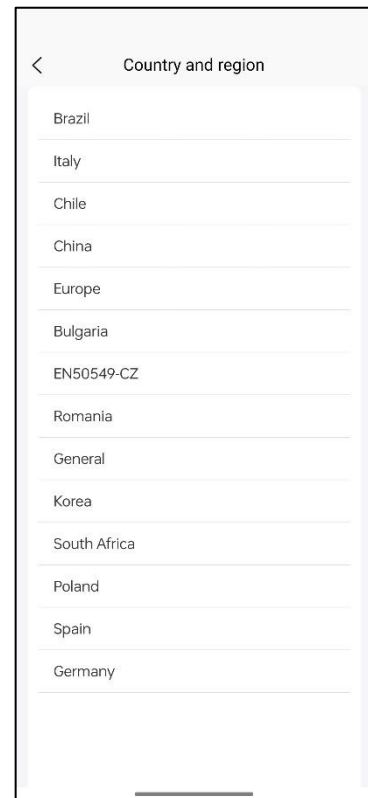 Country and region
Brazil
Italy
Chile
China
Europe
Bulgaria
EN50549-CZ
Romania
General
Korea
South Africa
Poland
Spain
Germany